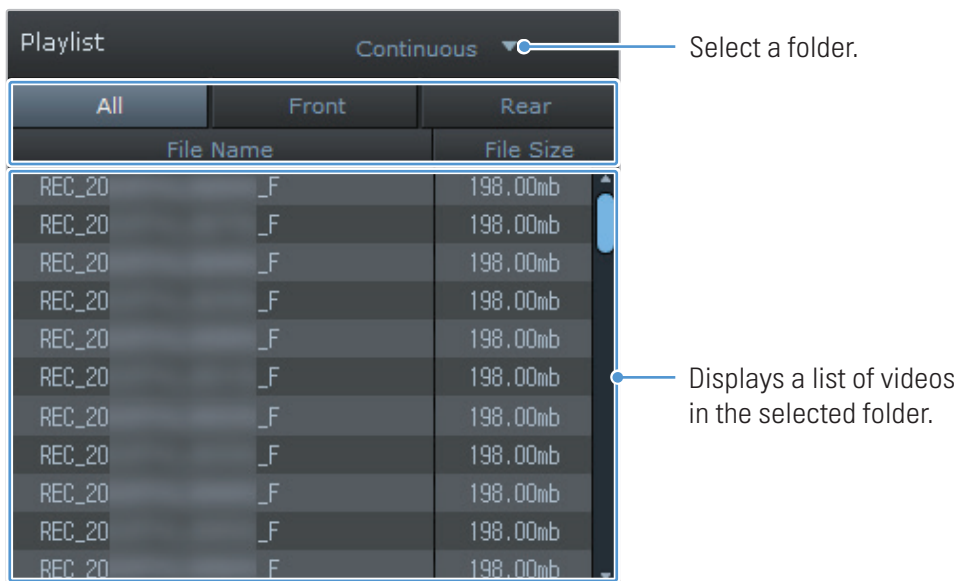 Playlist Continuous Select a folder.
All Front Rear
File Name File Size
REC_20 _F 198.00mb
REC_20 _F 198.00mb
REC_20 _F 198.00mb
REC_20 _F 198.00mb
REC_20 _F 198.00mb
REC_20 _F 198.00mb
Displays a list of videos
in the selected folder.
REC_20 _F 198.00mb
REC_20 _F 198.00mb
REC_20 _F 198.00mb
REC_20 _F 198.00mb
REC_20 _F 198.00mb